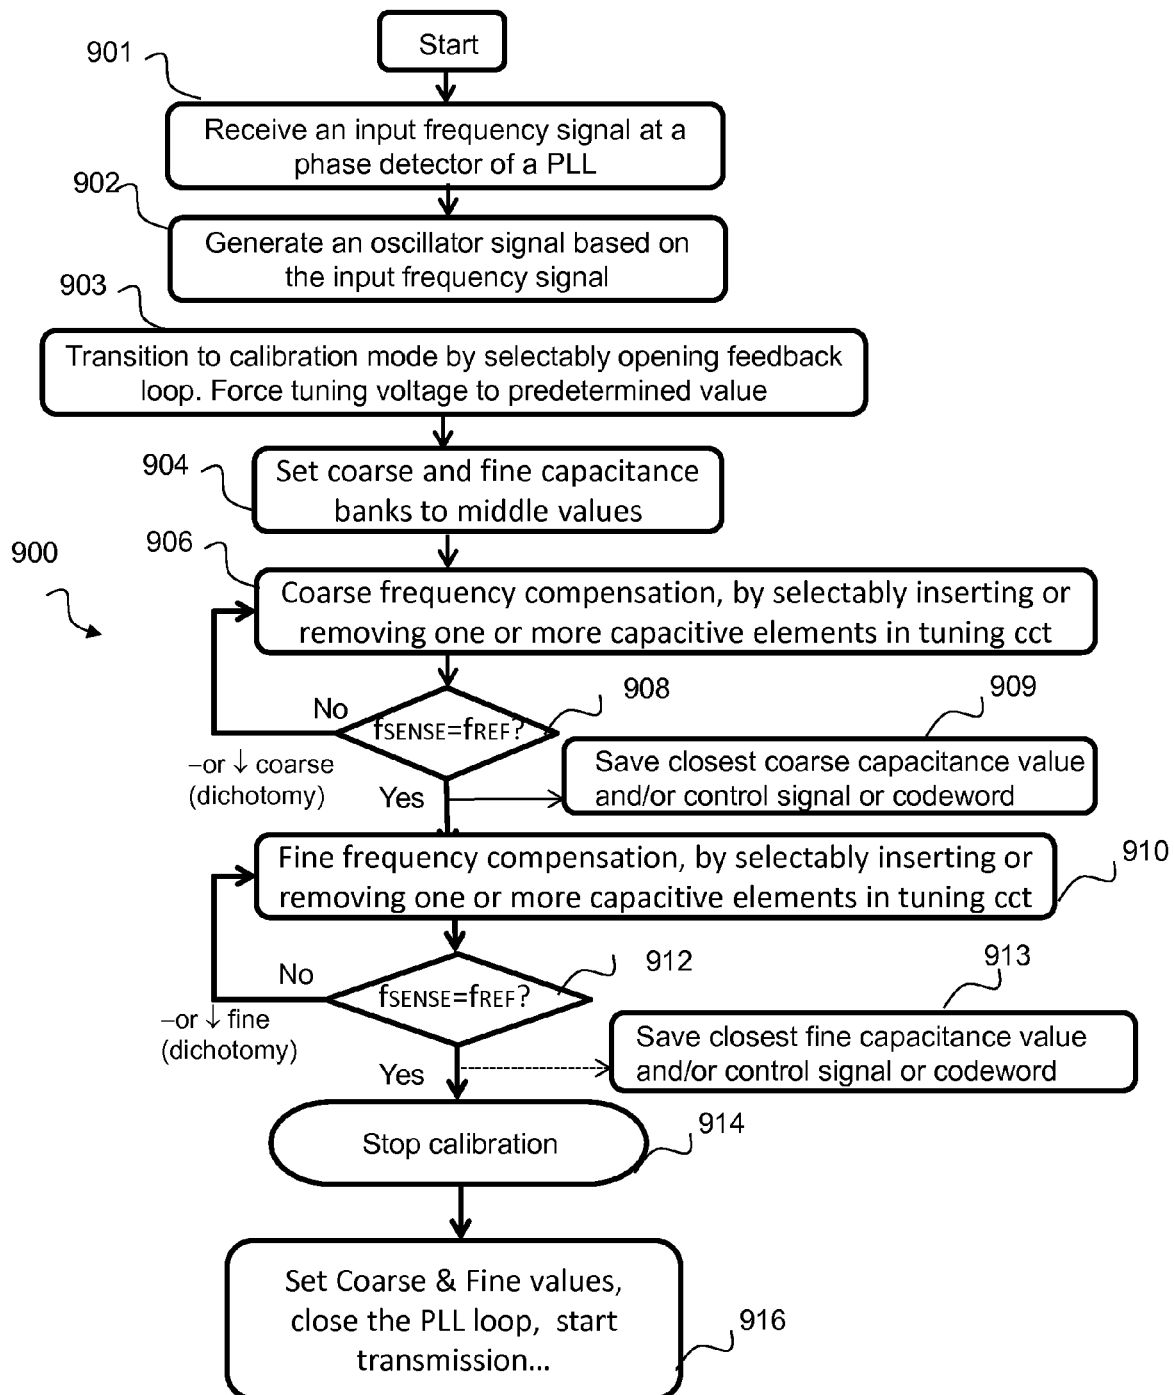 Start
901
Receive an input frequency signal at a
phase detector of a PLL
902
Generate an oscillator signal based on
the input frequency signal
903
Transition to calibration mode by selectably opening feedback
loop. Force tuning voltage to predetermined value
904
Set coarse and fine capacitance
banks to middle values
900
906
Coarse frequency compensation, by selectably inserting or
removing one or more capacitive elements in tuning cct
908
No
fSENSE=fREF?
909
–or ↓ coarse
(dichotomy)
Yes
Save closest coarse capacitance value
and/or control signal or codeword
910
Fine frequency compensation, by selectably inserting or
removing one or more capacitive elements in tuning cct
912
No
fSENSE=fREF?
913
–or ↓ fine
(dichotomy)
Yes
Save closest fine capacitance value
and/or control signal or codeword
914
Stop calibration
916
Set Coarse & Fine values,
close the PLL loop, start
transmission...